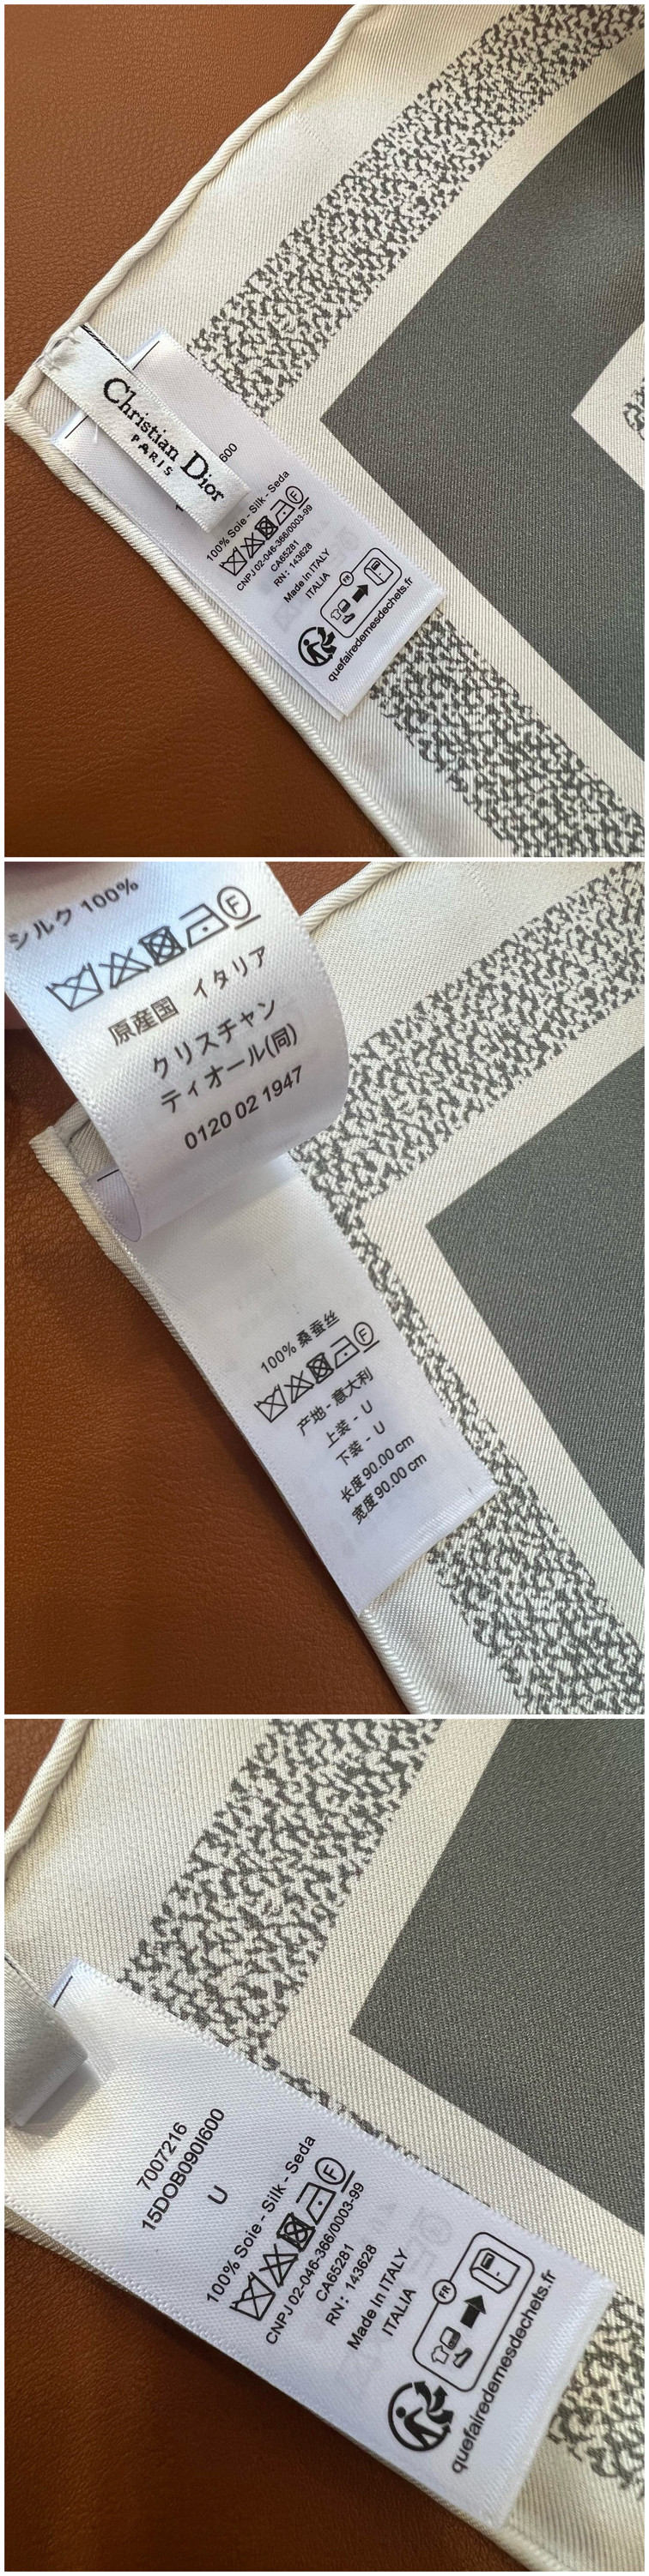 Christian Dior
PARIS
600
100% Soie - Silk - Seda
F
CNPJ 02-046-366/0003-99
CA65281
RN: 143628
Made in ITALY
ITALIA
FR
quefairedemesdechets.fr
シルク 100%
F
原産国 イタリア
クリスチャン
ディオール(同)
0120 02 1947
100% 桑蚕丝
F
产地 - 意大利
上装 - U
下装 - U
长度 90.00 cm
宽度 90.00 cm
7007216
15DOB090I600
U
100% Soie - Silk - Seda
F
CNPJ 02-046-366/0003-99
CA65281
RN: 143628
Made in ITALY
ITALIA
FR
quefairedemesdechets.fr